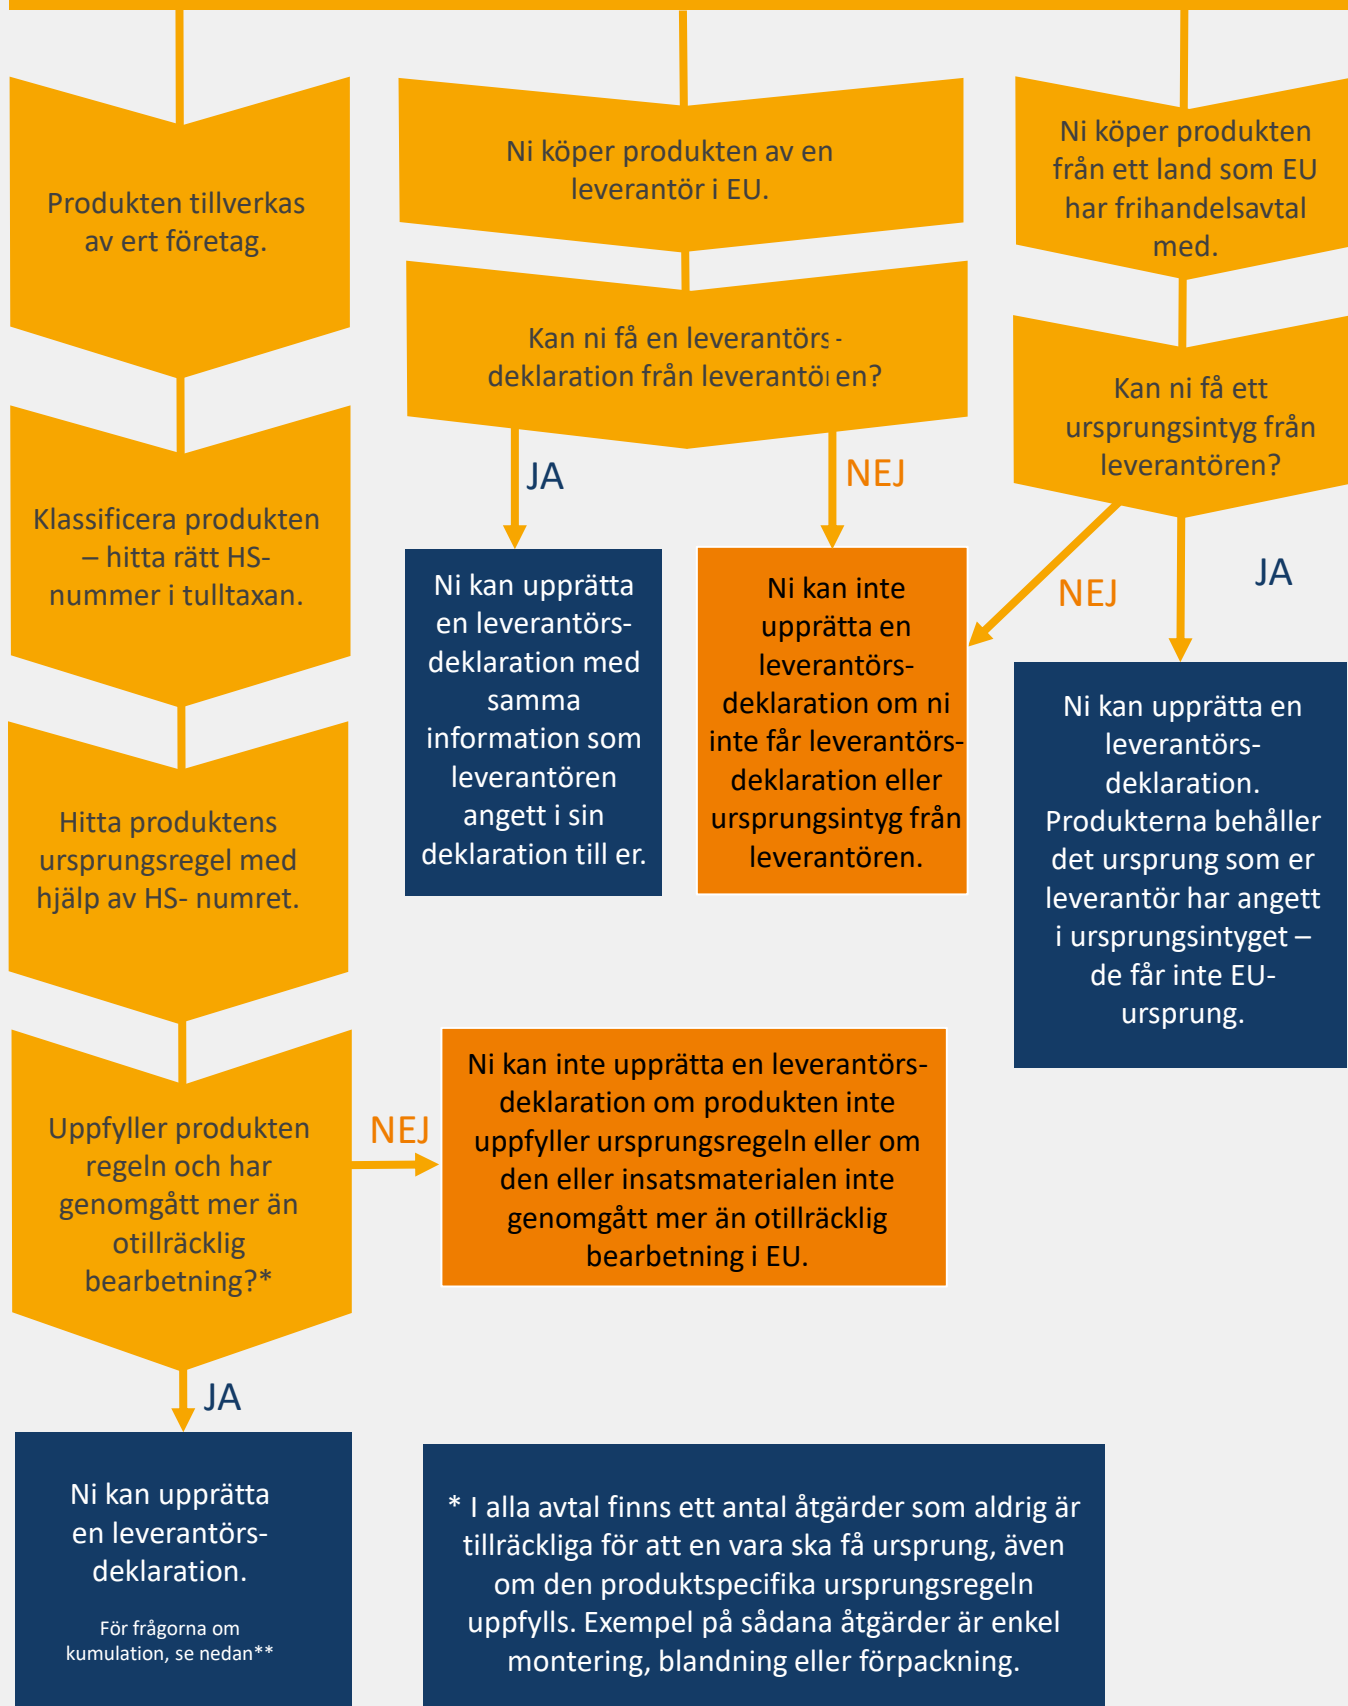 Produkten tillverkas
av ert företag.
Klassificera produkten
– hitta rätt HS-
nummer i tulltaxan.
Hitta produktens
ursprungsregel med
hjälp av HS- numret.
Uppfyller produkten
regeln och har
genomgått mer än
otillräcklig
bearbetning?*
NEJ
Ni kan inte upprätta en leverantörs-
deklaration om produkten inte
uppfyller ursprungsregeln eller om
den eller insatsmaterialen inte
genomgått mer än otillräcklig
bearbetning i EU.
JA
Ni kan upprätta
en leverantörs-
deklaration.
För frågorna om
kumulation, se nedan**
Ni köper produkten av en
leverantör i EU.
Kan ni få en leverantörs-
deklaration från leverantören?
JA
Ni kan upprätta
en leverantörs-
deklaration med
samma
information som
leverantören
angett i sin
deklaration till er.
NEJ
Ni kan inte
upprätta en
leverantörs-
deklaration om ni
inte får leverantörs-
deklaration eller
ursprungsintyg från
leverantören.
Ni köper produkten
från ett land som EU
har frihandelsavtal
med.
Kan ni få ett
ursprungsintyg från
leverantören?
NEJ
JA
Ni kan upprätta en
leverantörs-
deklaration.
Produkterna behåller
det ursprung som er
leverantör har angett
i ursprungsintyget –
de får inte EU-
ursprung.
* I alla avtal finns ett antal åtgärder som aldrig är
tillräckliga för att en vara ska få ursprung, även
om den produktspecifika ursprungsregeln
uppfylls. Exempel på sådana åtgärder är enkel
montering, blandning eller förpackning.